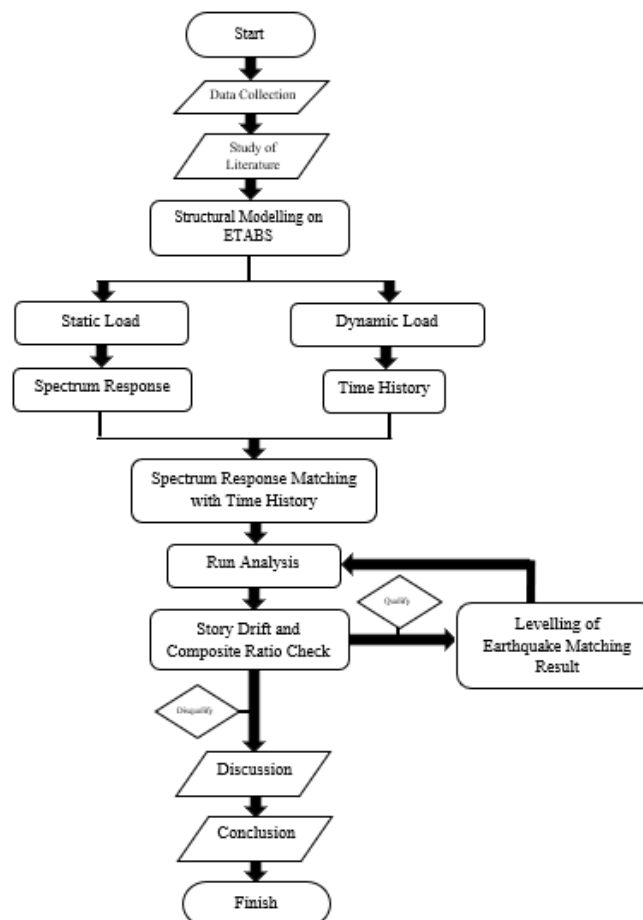 Start
Data Collection
Study of
Literature
Structural Modelling on
ETABS
Static Load
Dynamic Load
Spectrum Response
Time History
Spectrum Response Matching
with Time History
Run Analysis
Qualify
Story Drift and
Composite Ratio Check
Levelling of
Earthquake Matching
Result
Disqualify
Discussion
Conclusion
Finish